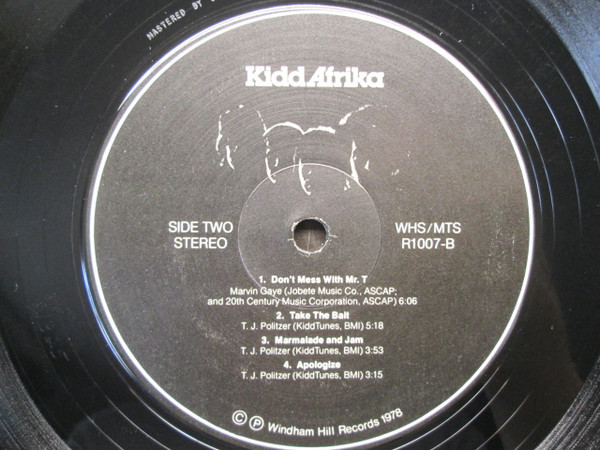 MASTERED BY
Kidd Afrika
SIDE TWO
STEREO
WHS/MTS
R1007-B
1. Don't Mess With Mr. T
Marvin Gaye (Jobete Music Co., ASCAP;
and 20th Century Music Corporation, ASCAP) 6:06
2. Take The Bait
T. J. Politzer (KiddTunes, BMI) 5:18
3. Marmalade and Jam
T. J. Politzer (KiddTunes, BMI) 3:53
4. Apologize
T. J. Politzer (KiddTunes, BMI) 3:15
© ℗ Windham Hill Records 1978